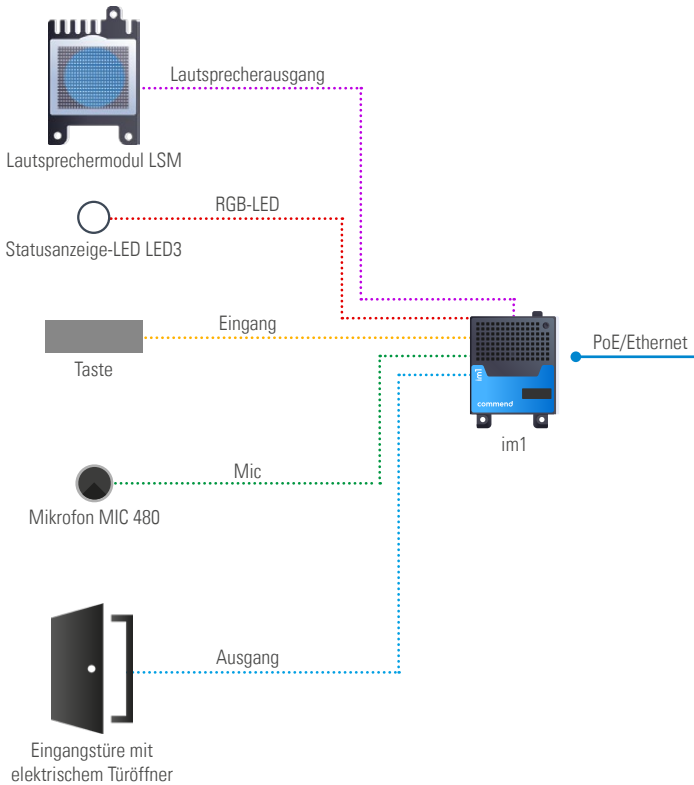 Lautsprecherausgang
Lautsprechermodul LSM
RGB-LED
Statusanzeige-LED LED3
Eingang
Taste
PoE/Ethernet
im1
commend
im1
Mic
Mikrofon MIC 480
Ausgang
Eingangstüre mit
elektrischem Türöffner